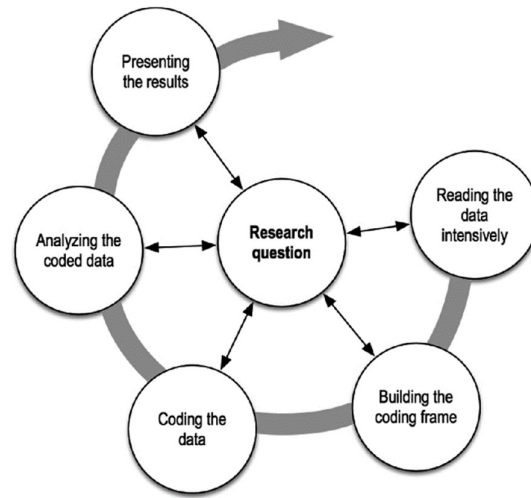 Presenting
the results
Reading the
data
intensively
Research
question
Analyzing the
coded data
Building the
coding frame
Coding the
data